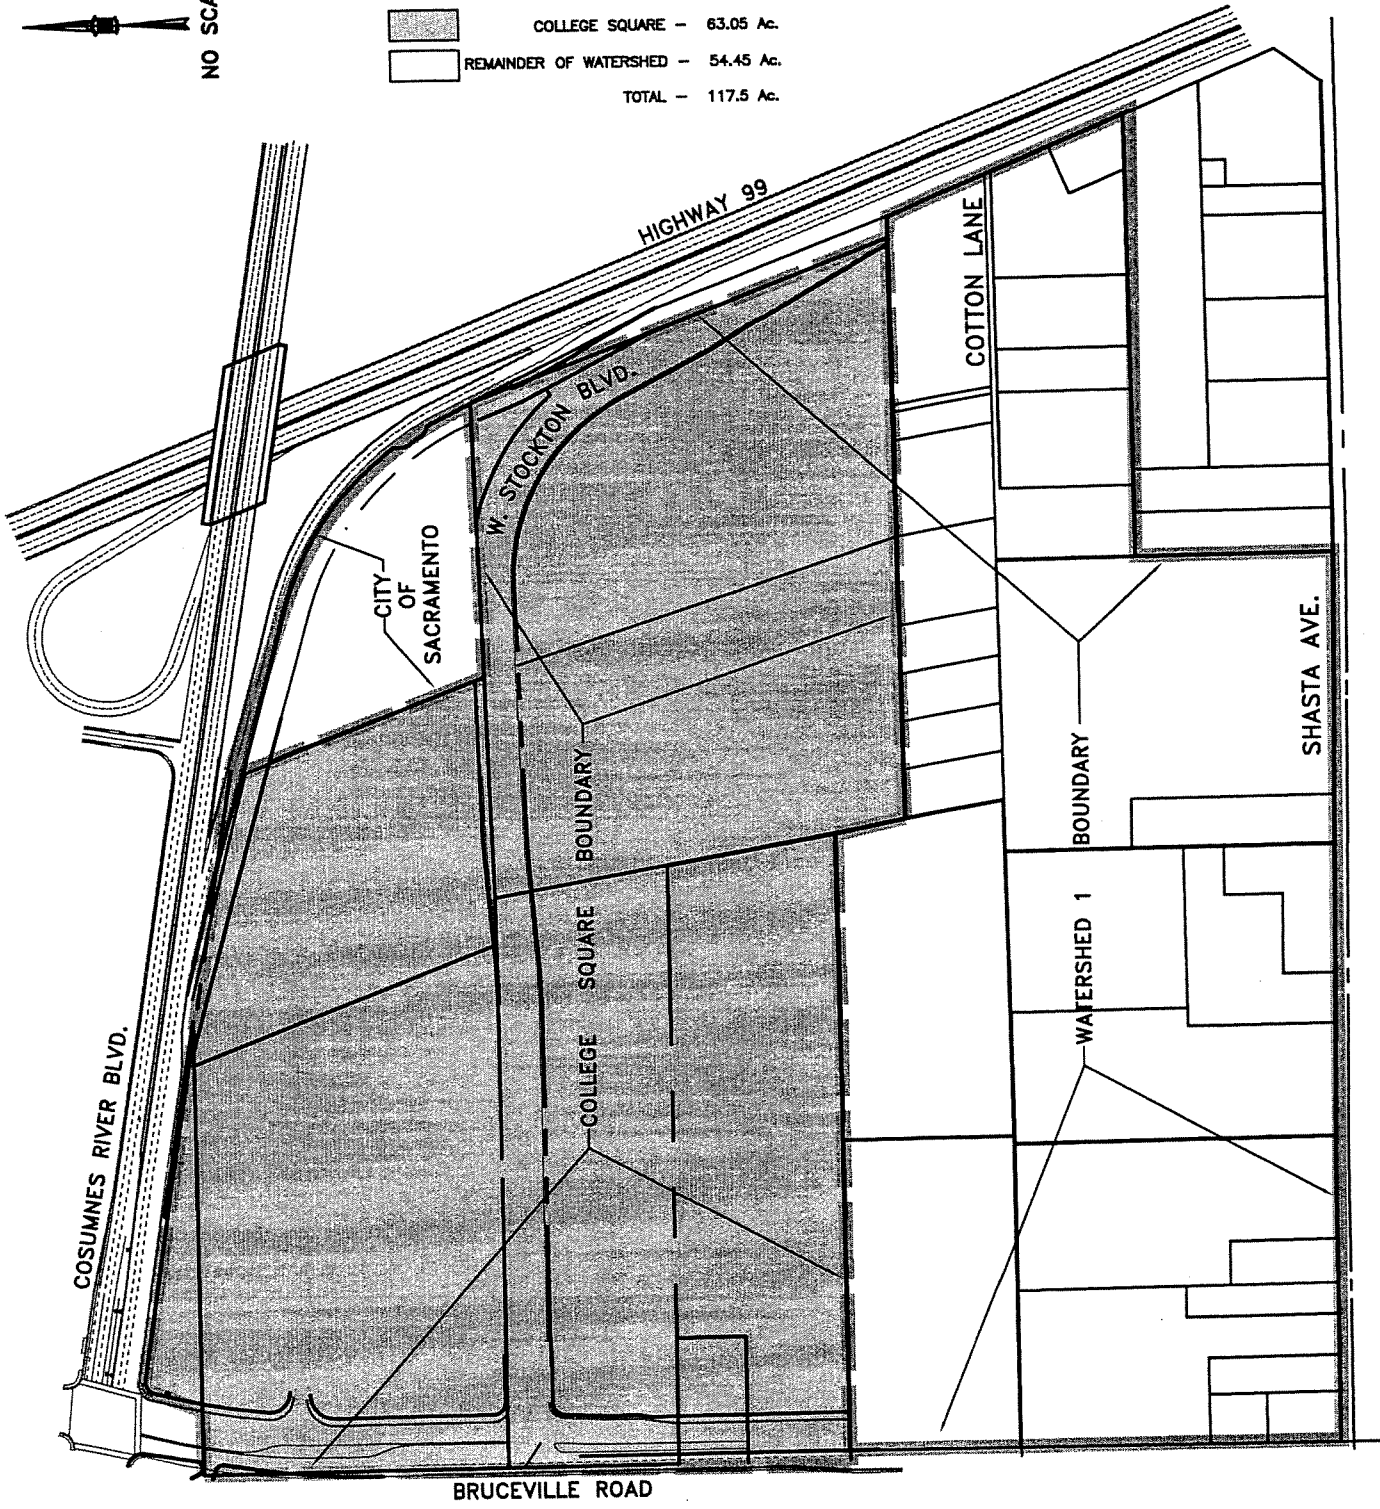 NO SCA
COLLEGE SQUARE - 63.05 Ac.
REMAINDER OF WATERSHED - 54.45 Ac.
TOTAL - 117.5 Ac.
HIGHWAY 99
COTTON LANE
W. STOCKTON BLVD.
CITY
OF
SACRAMENTO
SHASTA AVE.
COLLEGE SQUARE BOUNDARY
WATERSHED 1 BOUNDARY
COSUMNES RIVER BLVD.
BRUCEVILLE ROAD